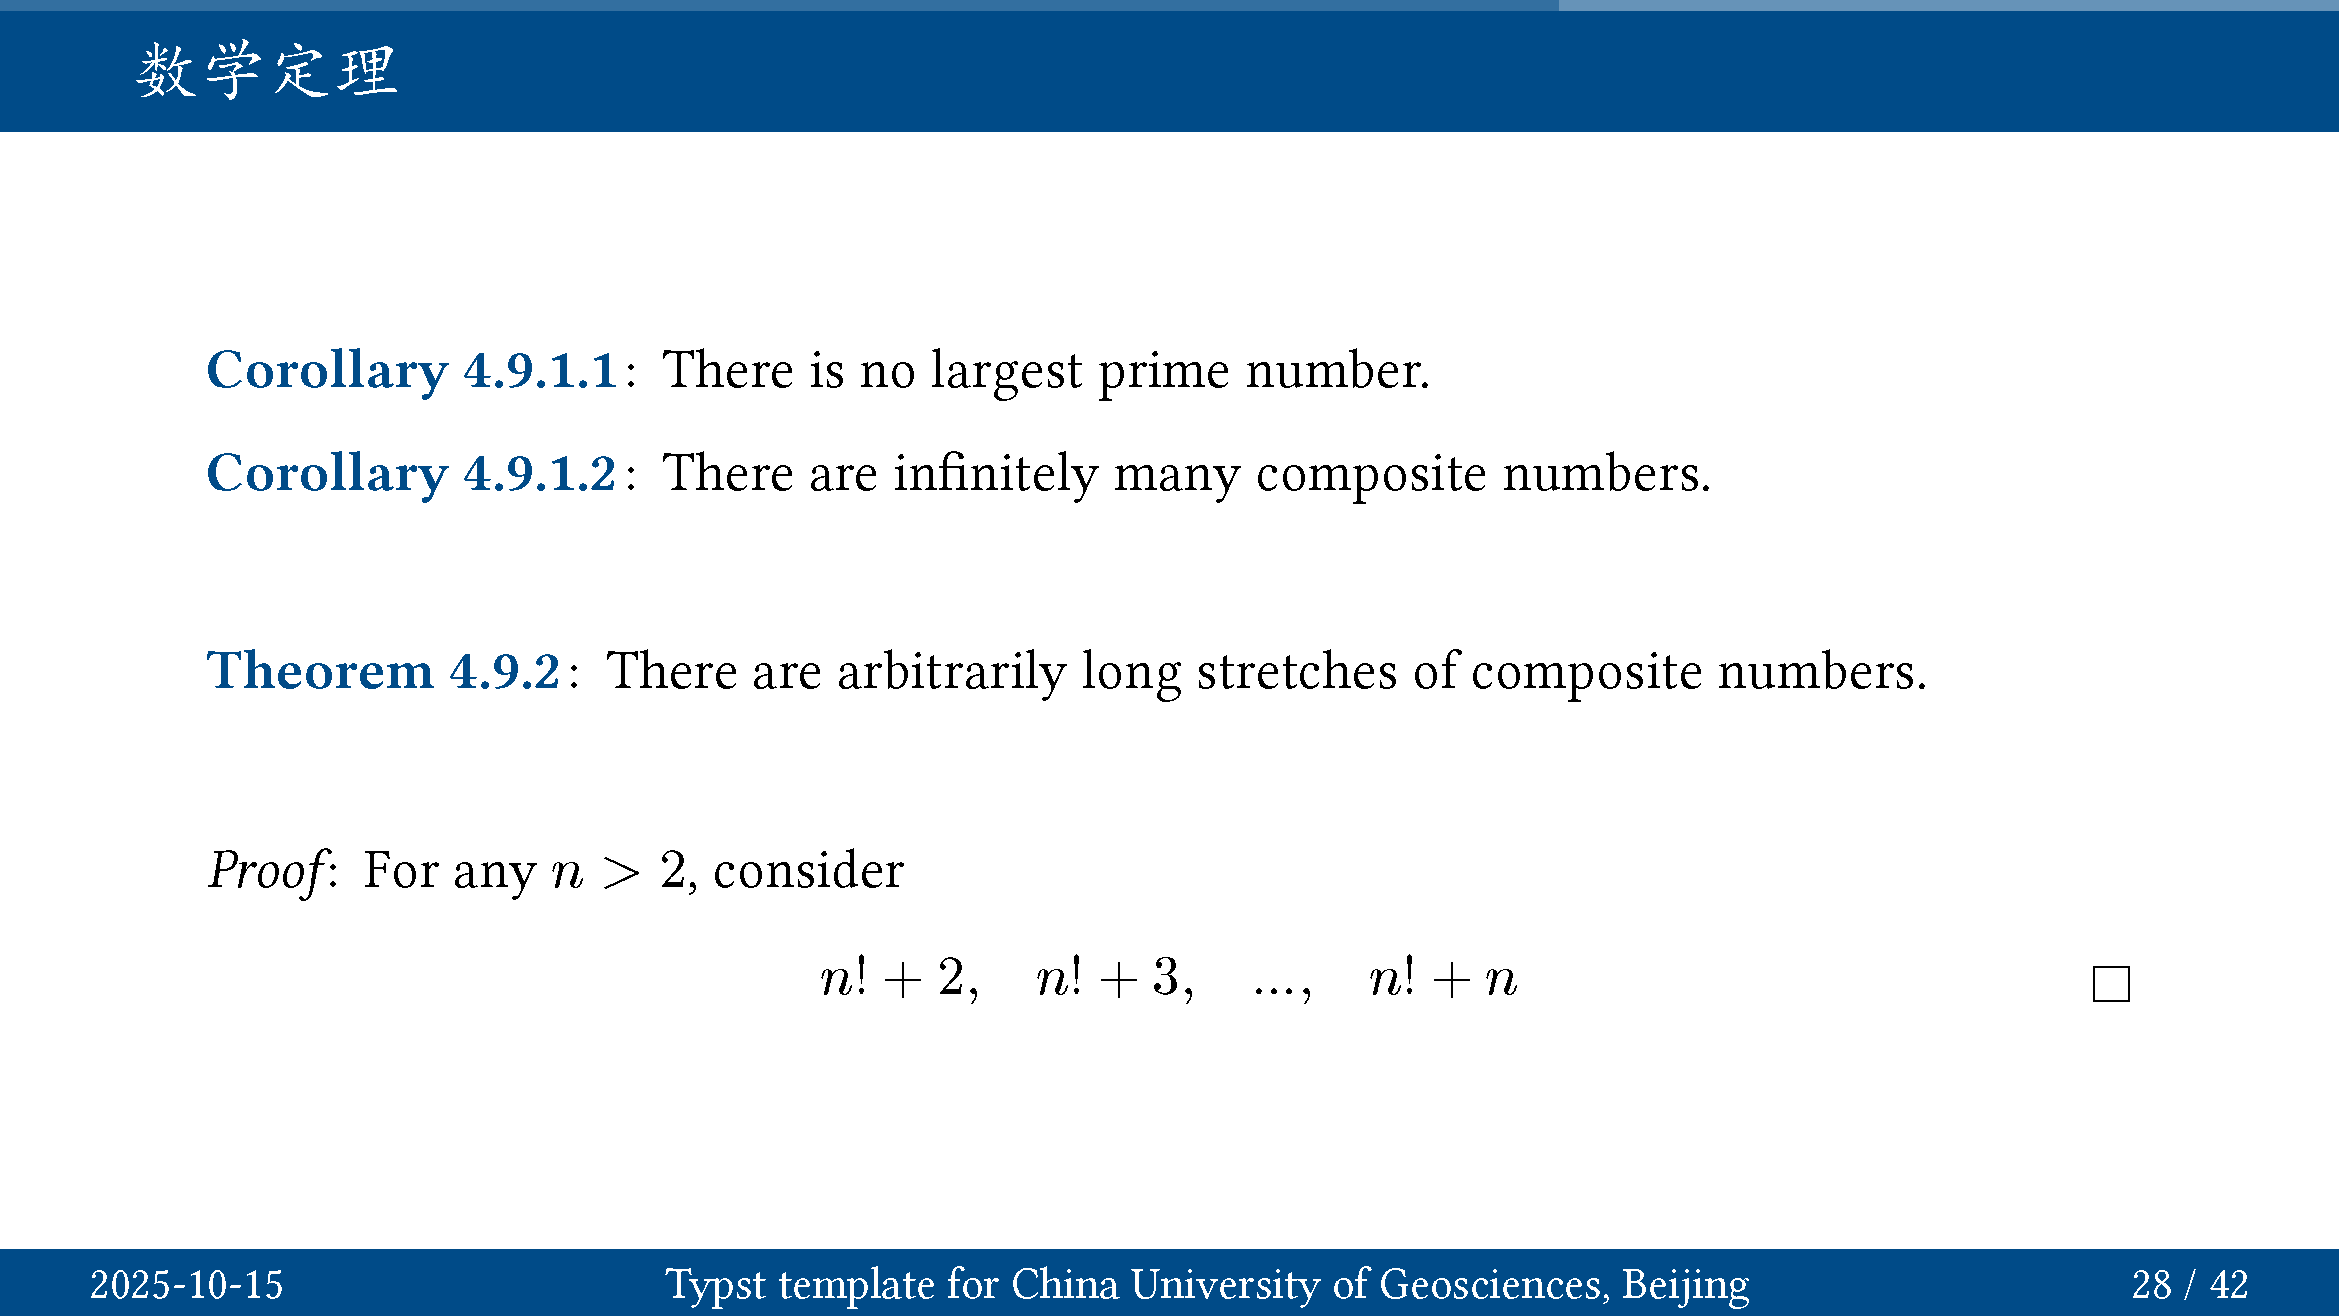 数学定理
Corollary 4.9.1.1: There is no largest prime number.
Corollary 4.9.1.2: There are infinitely many composite numbers.
Theorem 4.9.2: There are arbitrarily long stretches of composite numbers.
Proof: For any n > 2, consider
n! + 2, n! + 3, ..., n! + n □
2025-10-15 Typst template for China University of Geosciences, Beijing 28 / 42